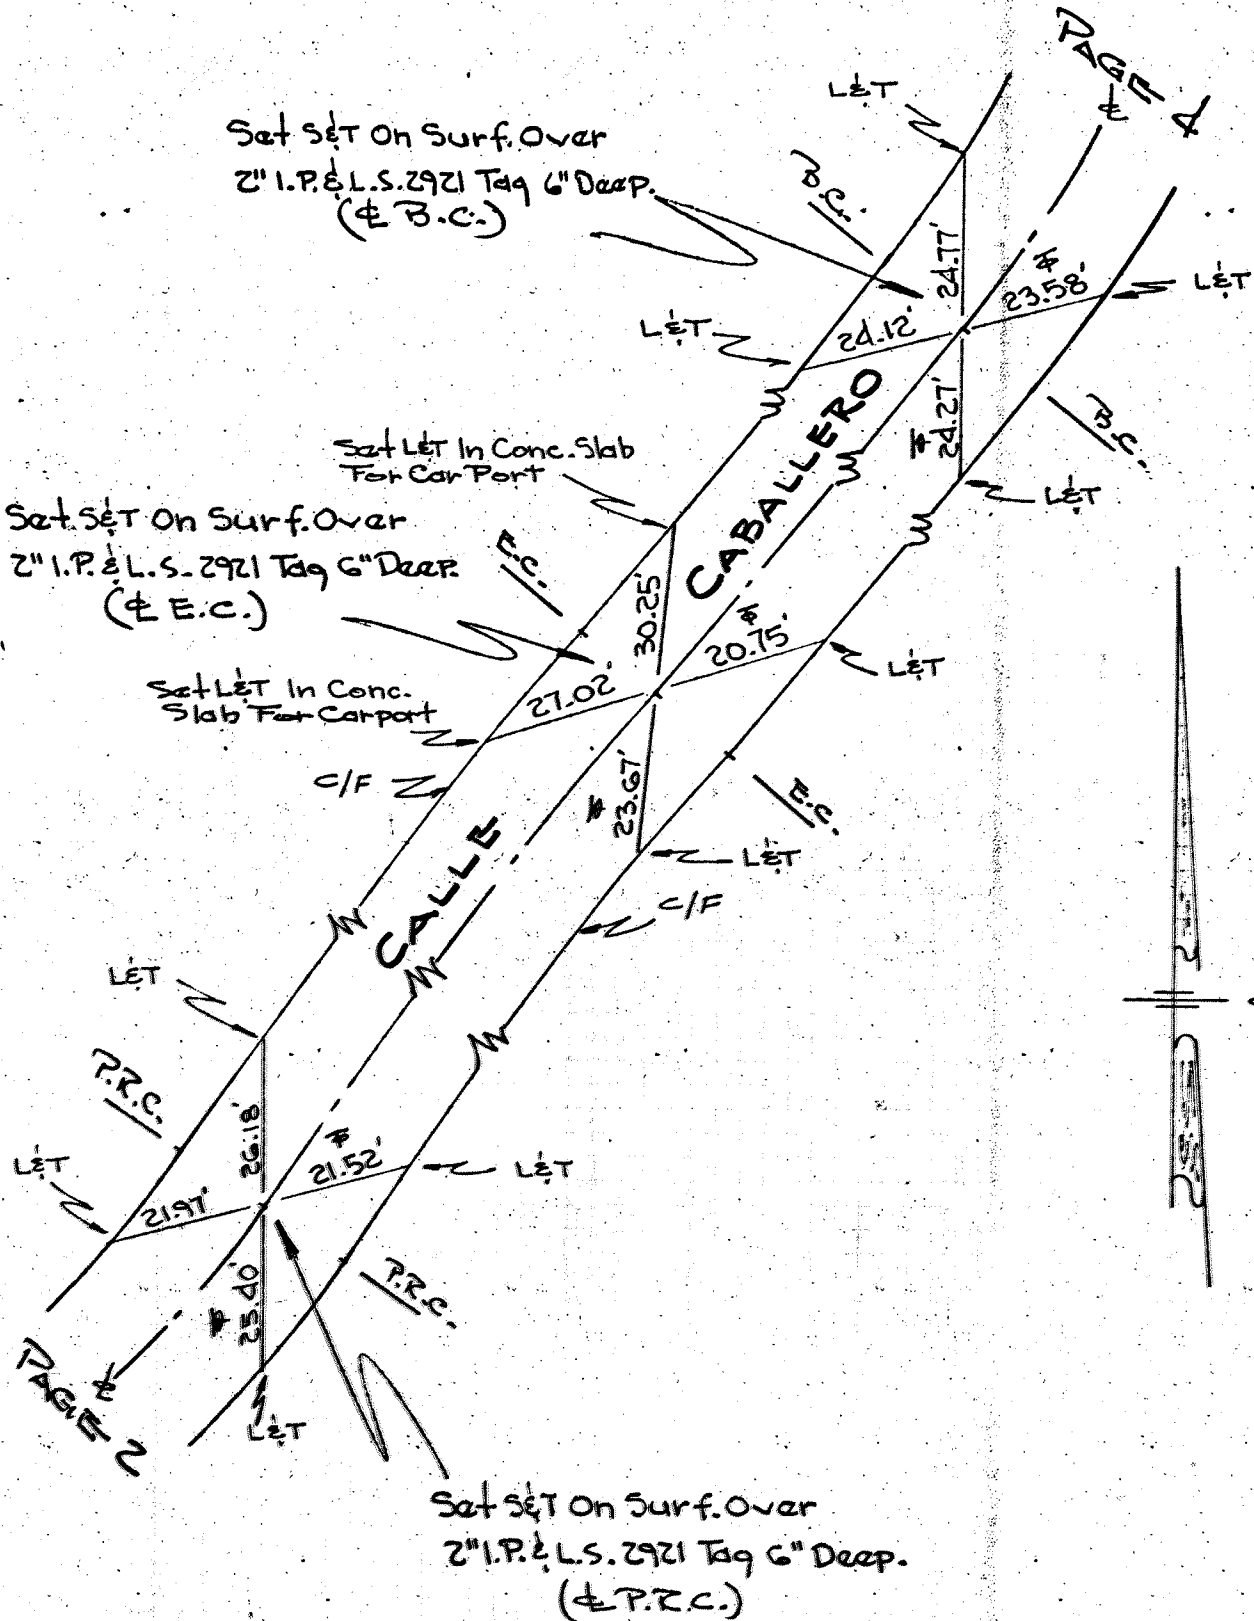 PAGE 4
℄
L&T
Set S&T On Surf. Over
2" I.P. & L.S. 2921 Tag 6" Deep.
(℄ B.C.)
B.C.
24.77'
23.58'
L&T
L&T
24.12'
24.27'
B.C.
L&T
Set L&T In Conc. Slab
For Car Port
CABALLERO
Set S&T On Surf. Over
2" I.P. & L.S. 2921 Tag 6" Deep.
(℄ E.C.)
E.C.
30.25'
20.75'
L&T
Set L&T In Conc.
Slab For Carport
27.02'
C/F
23.67'
E.C.
L&T
CALLE
C/F
L&T
P.R.C.
26.18'
21.52'
L&T
L&T
21.97'
25.40'
P.R.C.
PAGE 2
℄
L&T
Set S&T On Surf. Over
2" I.P. & L.S. 2921 Tag 6" Deep.
(℄ P.R.C.)